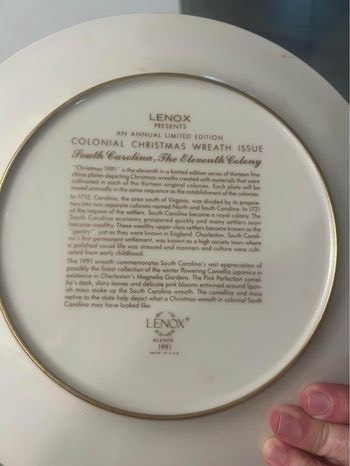 LENOX
PRESENTS
AN ANNUAL LIMITED EDITION
COLONIAL CHRISTMAS WREATH ISSUE
South Carolina, The Eleventh Colony
"Christmas 1991" is the eleventh in a limited edition series of thirteen fine
china plates depicting Christmas wreaths created with materials that were
cultivated in each of the thirteen original colonies. Each plate will be
issued annually in the same sequence as the establishment of the colonies.
In 1712, Carolina, the area south of Virginia, was divided by its proprie-
tors into two separate colonies named North and South Carolina. In 1721
at the request of the settlers, South Carolina became a royal colony. The
South Carolina economy prospered quickly and many settlers soon
became wealthy. These wealthy upper class settlers became known as the
"gentry", just as they were known in England. Charleston, South Caroli-
na's first permanent settlement, was known as a high society town where
a polished social life was stressed and manners and culture were culti-
vated from early childhood.
The 1991 wreath commemorates South Carolina's vast appreciation of
possibly the finest collection of the winter flowering Camellia japonica in
existence in Charleston's Magnolia Gardens. The Pink Perfection camel-
lia's dark, shiny leaves and delicate pink blooms entwined around Span-
ish moss make up the South Carolina wreath. The camellias and moss
native to the state help depict what a Christmas wreath in colonial South
Carolina may have looked like.
LENOX®
© LENOX
1991
MADE IN U.S.A.